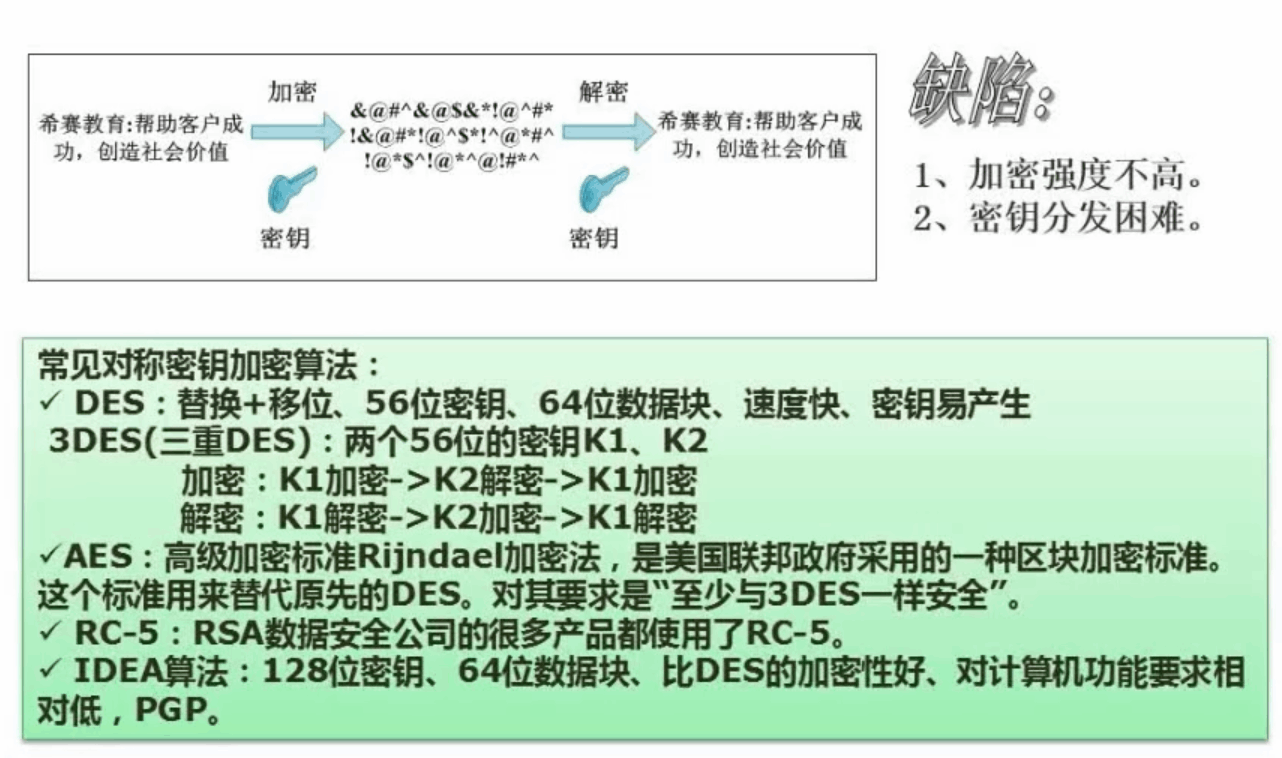 加密
解密
缺陷:
希赛教育:帮助客户成
功，创造社会价值
&@#^&@$&*!@^#*
!&@#*!@^$*!^@*#^
!@*$^!@*^@!#*^
希赛教育:帮助客户成
功，创造社会价值
密钥
密钥
1、加密强度不高。
2、密钥分发困难。
常见对称密钥加密算法：
✓ DES：替换+移位、56位密钥、64位数据块、速度快、密钥易产生
3DES(三重DES)：两个56位的密钥K1、K2
加密：K1加密->K2解密->K1加密
解密：K1解密->K2加密->K1解密
✓AES：高级加密标准Rijndael加密法，是美国联邦政府采用的一种区块加密标准。
这个标准用来替代原先的DES。对其要求是“至少与3DES一样安全”。
✓ RC-5：RSA数据安全公司的很多产品都使用了RC-5。
✓ IDEA算法：128位密钥、64位数据块、比DES的加密性好、对计算机功能要求相
对低，PGP。